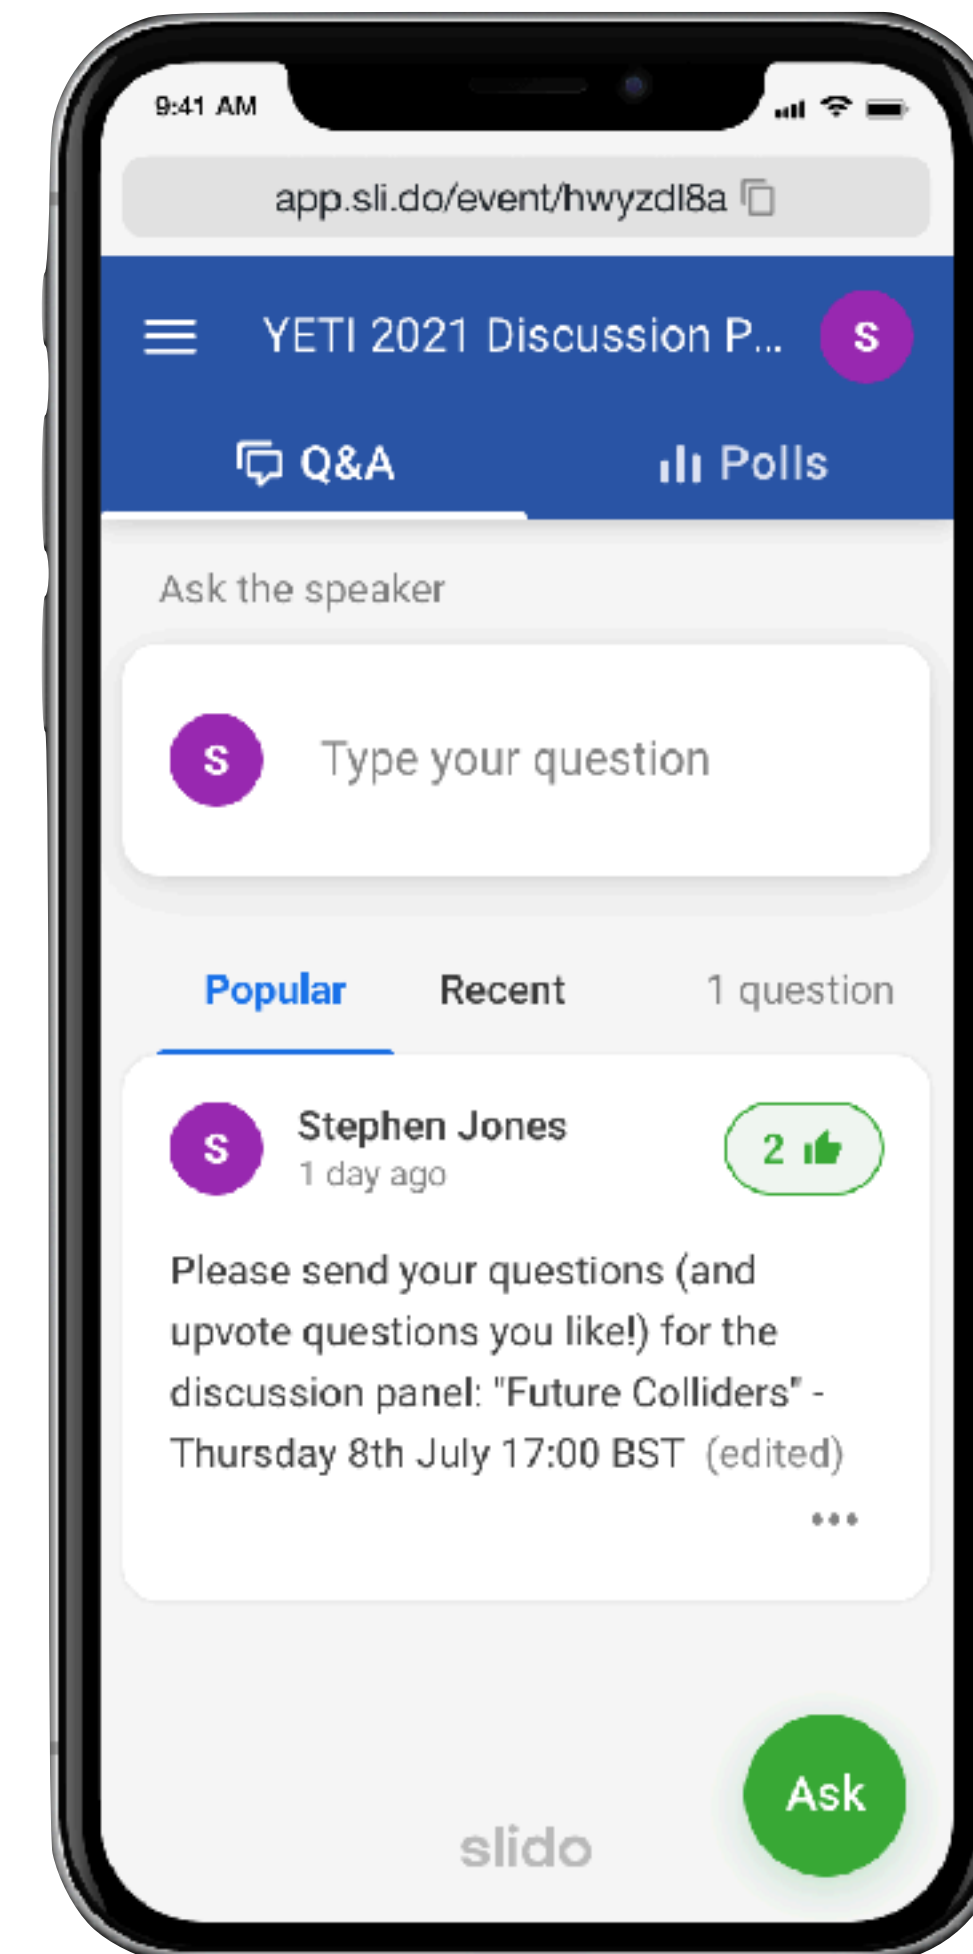 9:41 AM
app.sli.do/event/hwyzdl8a
YETI 2021 Discussion P...
S
Q&A
Polls
Ask the speaker
S
Type your question
Popular
Recent
1 question
S
Stephen Jones
2
1 day ago
Please send your questions (and
upvote questions you like!) for the
discussion panel: "Future Colliders" -
Thursday 8th July 17:00 BST (edited)
Ask
slido